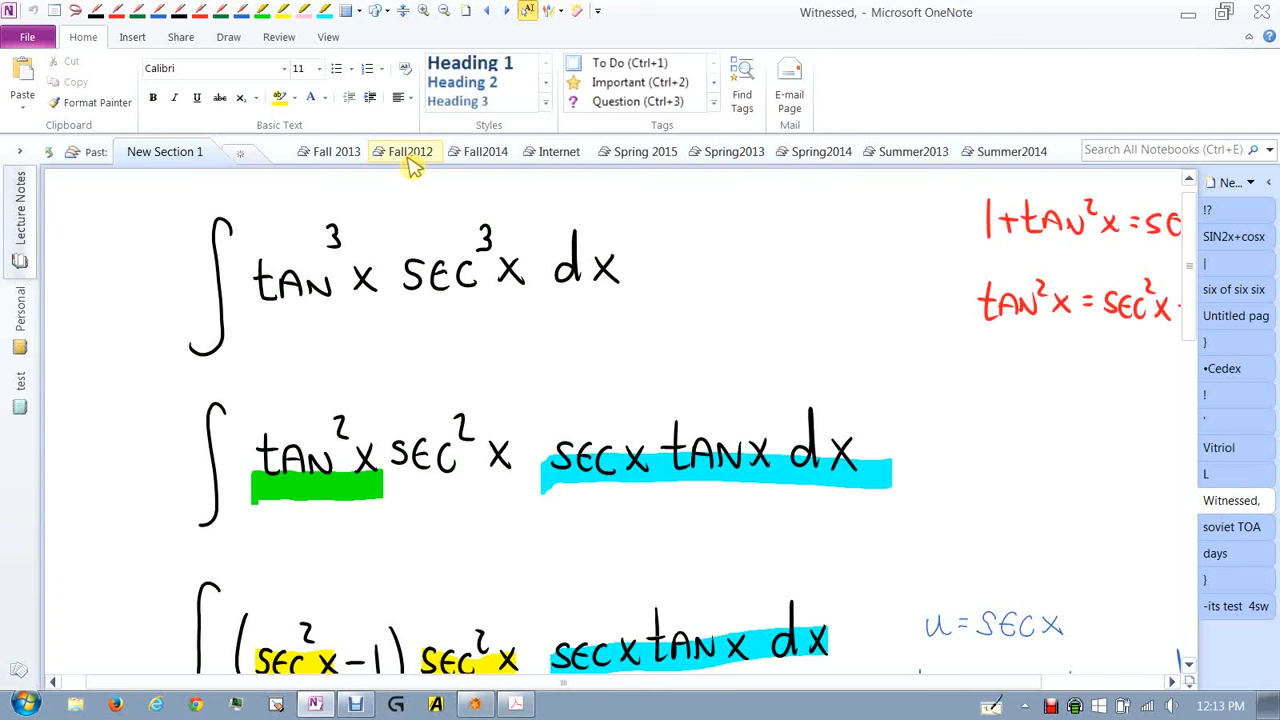 Witnessed, - Microsoft OneNote
File Home Insert Share Draw Review View
Cut
Copy
Format Painter
Paste
Clipboard
Calibri 11
B I U abc x₂ A
Basic Text
Heading 1
Heading 2
Heading 3
Styles
To Do (Ctrl+1)
Important (Ctrl+2)
Question (Ctrl+3)
Tags
Find Tags
E-mail Page
Mail
Past: New Section 1 Fall 2013 Fall2012 Fall2014 Internet Spring 2015 Spring2013 Spring2014 Summer2013 Summer2014
Search All Notebooks (Ctrl+E)
Lecture Notes
Personal
test
∫ tan³x sec³x dx
1+tan²x = sec
tan²x = sec²x -
∫ tan²x sec²x secx tanx dx
∫ (sec²x-1) sec²x secx tanx dx
u = secx
Ne...
!?
SIN2x+cosx
|
six of six six
Untitled pag
}
•Cedex
!
'
Vitriol
L
Witnessed,
soviet TOA
days
}
-its test 4sw
12:13 PM